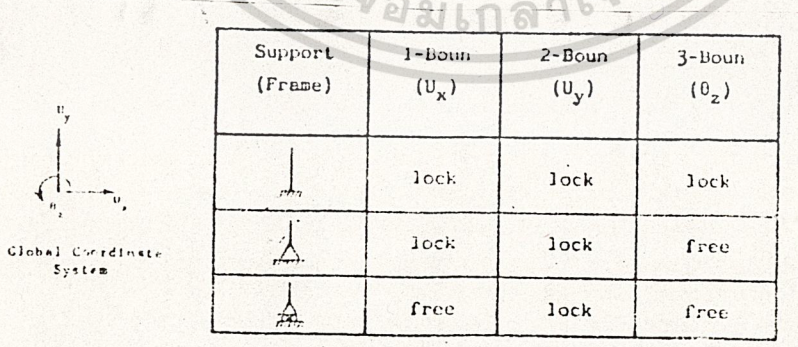 Support 1-Boun 2-Boun 3-Boun
(Frame) (Ux) (Uy) (θz)
lock lock lock
lock lock free
free lock free
Uy
Ux
θz
Global Coordinate
System